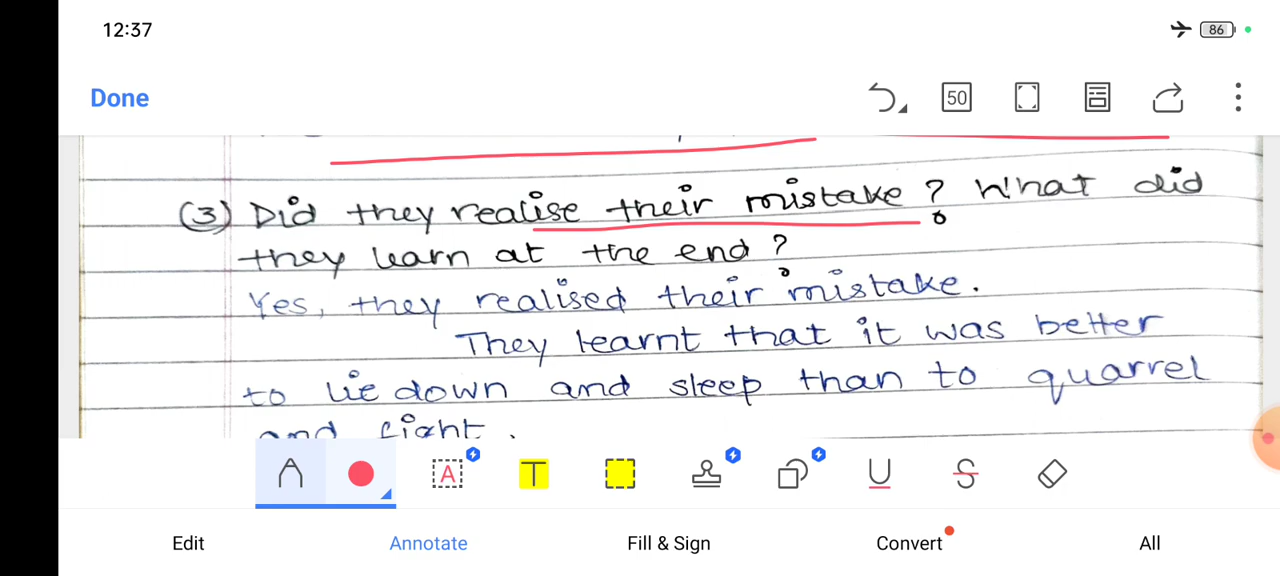 12:37
86
Done
50
(3) Did they realise their mistake? What did
they learn at the end?
Yes, they realised their mistake.
They learnt that it was better
to lie down and sleep than to quarrel
and fight.
A
T
U
S
Edit
Annotate
Fill & Sign
Convert
All